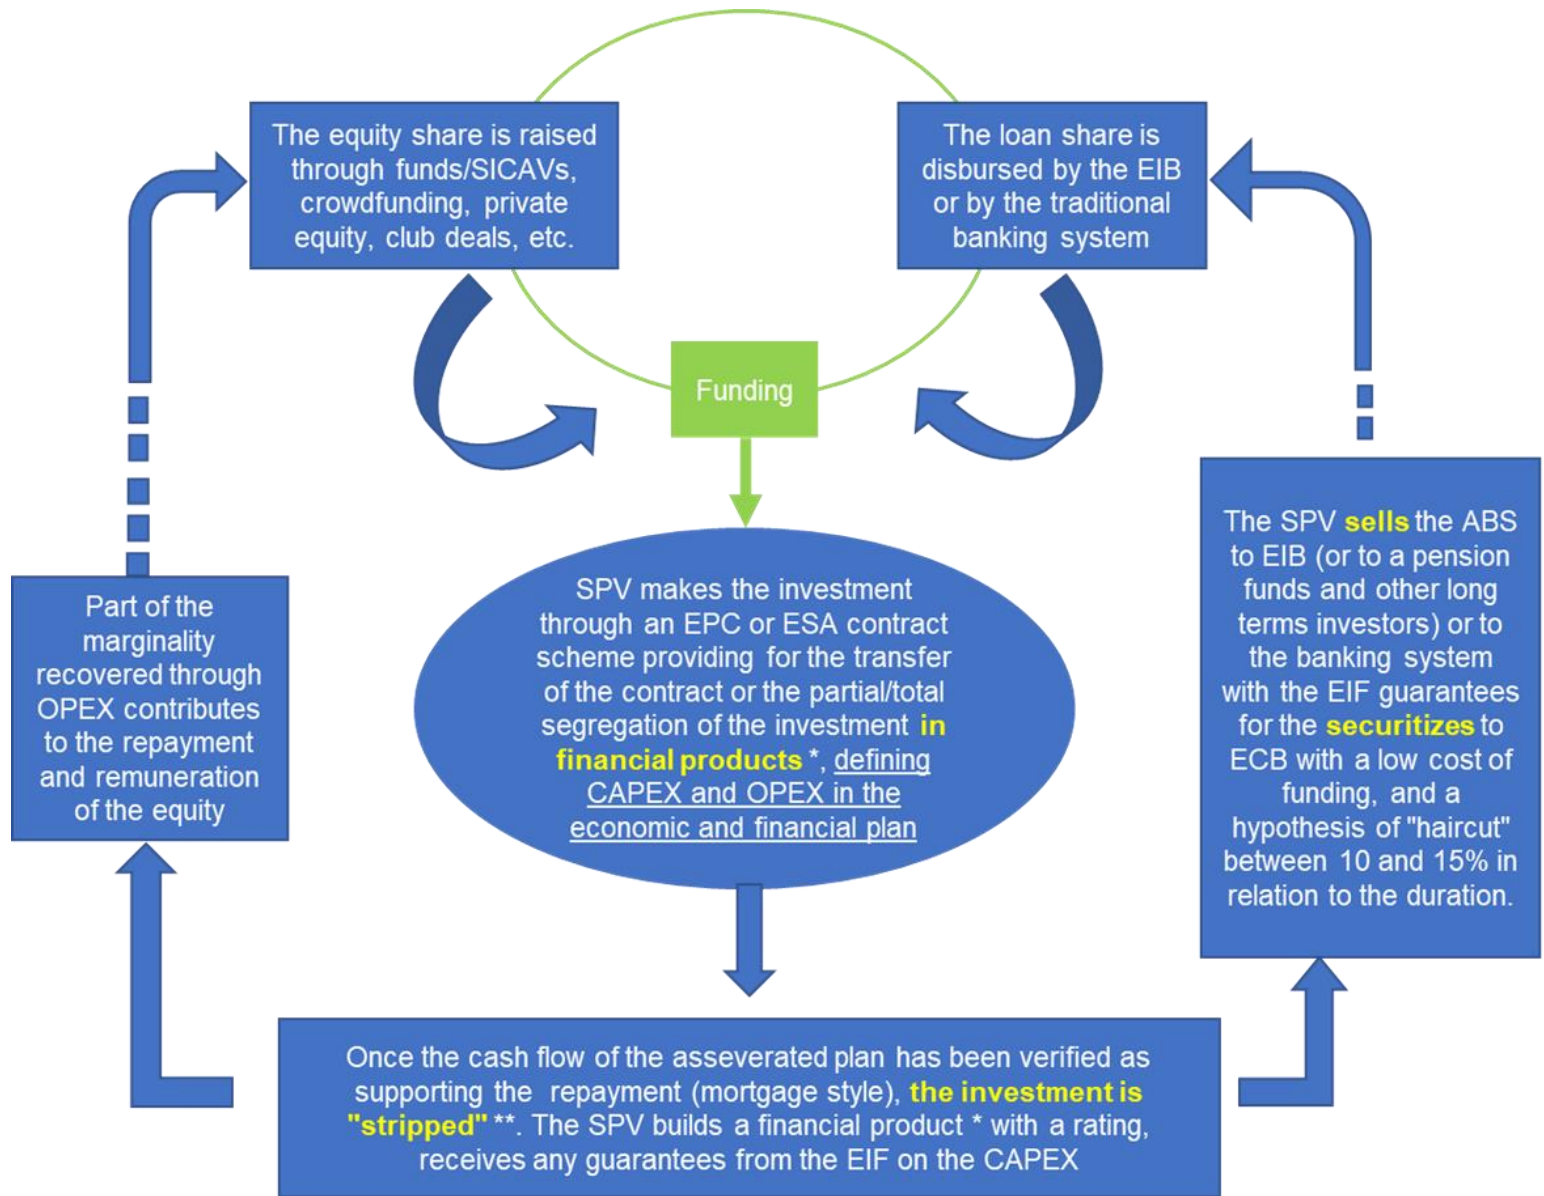 The equity share is raised
through funds/SICAVs,
crowdfunding, private
equity, club deals, etc.
The loan share is
disbursed by the EIB
or by the traditional
banking system
Funding
SPV makes the investment
through an EPC or ESA contract
scheme providing for the transfer
of the contract or the partial/total
segregation of the investment in
financial products *, defining
CAPEX and OPEX in the
economic and financial plan
Part of the
marginality
recovered through
OPEX contributes
to the repayment
and remuneration
of the equity
The SPV sells the ABS
to EIB (or to a pension
funds and other long
terms investors) or to
the banking system
with the EIF guarantees
for the securitizes to
ECB with a low cost of
funding, and a
hypothesis of "haircut"
between 10 and 15% in
relation to the duration.
Once the cash flow of the asseverated plan has been verified as
supporting the repayment (mortgage style), the investment is
"stripped" **. The SPV builds a financial product * with a rating,
receives any guarantees from the EIF on the CAPEX